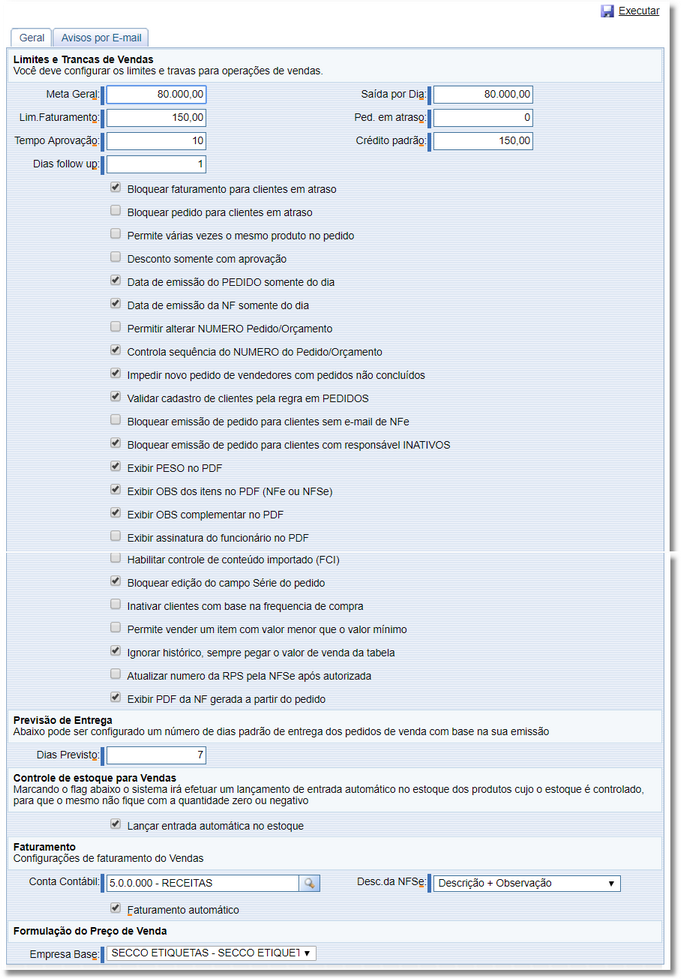 Executar
Geral Avisos por E-mail
Limites e Trancas de Vendas
Você deve configurar os limites e travas para operações de vendas.
Meta Geral: 80.000,00 Saída por Dia: 80.000,00
Lim.Faturamento: 150,00 Ped. em atraso: 0
Tempo Aprovação: 10 Crédito padrão: 150,00
Dias follow up: 1
Bloquear faturamento para clientes em atraso
Bloquear pedido para clientes em atraso
Permite várias vezes o mesmo produto no pedido
Desconto somente com aprovação
Data de emissão do PEDIDO somente do dia
Data de emissão da NF somente do dia
Permitir alterar NUMERO Pedido/Orçamento
Controla sequência do NUMERO do Pedido/Orçamento
Impedir novo pedido de vendedores com pedidos não concluídos
Validar cadastro de clientes pela regra em PEDIDOS
Bloquear emissão de pedido para clientes sem e-mail de NFe
Bloquear emissão de pedido para clientes com responsável INATIVOS
Exibir PESO no PDF
Exibir OBS dos itens no PDF (NFe ou NFSe)
Exibir OBS complementar no PDF
Exibir assinatura do funcionário no PDF
Habilitar controle de conteúdo importado (FCI)
Bloquear edição do campo Série do pedido
Inativar clientes com base na frequencia de compra
Permite vender um item com valor menor que o valor mínimo
Ignorar histórico, sempre pegar o valor de venda da tabela
Atualizar numero da RPS pela NFSe após autorizada
Exibir PDF da NF gerada a partir do pedido
Previsão de Entrega
Abaixo pode ser configurado um número de dias padrão de entrega dos pedidos de venda com base na sua emissão
Dias Previsto: 7
Controle de estoque para Vendas
Marcando o flag abaixo o sistema irá efetuar um lançamento de entrada automático no estoque dos produtos cujo o estoque é controlado,
para que o mesmo não fique com a quantidade zero ou negativo
Lançar entrada automática no estoque
Faturamento
Configurações de faturamento do Vendas
Conta Contábil: 5.0.0.000 - RECEITAS Desc.da NFSe: Descrição + Observação
Faturamento automático
Formulação do Preço de Venda
Empresa Base: SECCO ETIQUETAS - SECCO ETIQUET